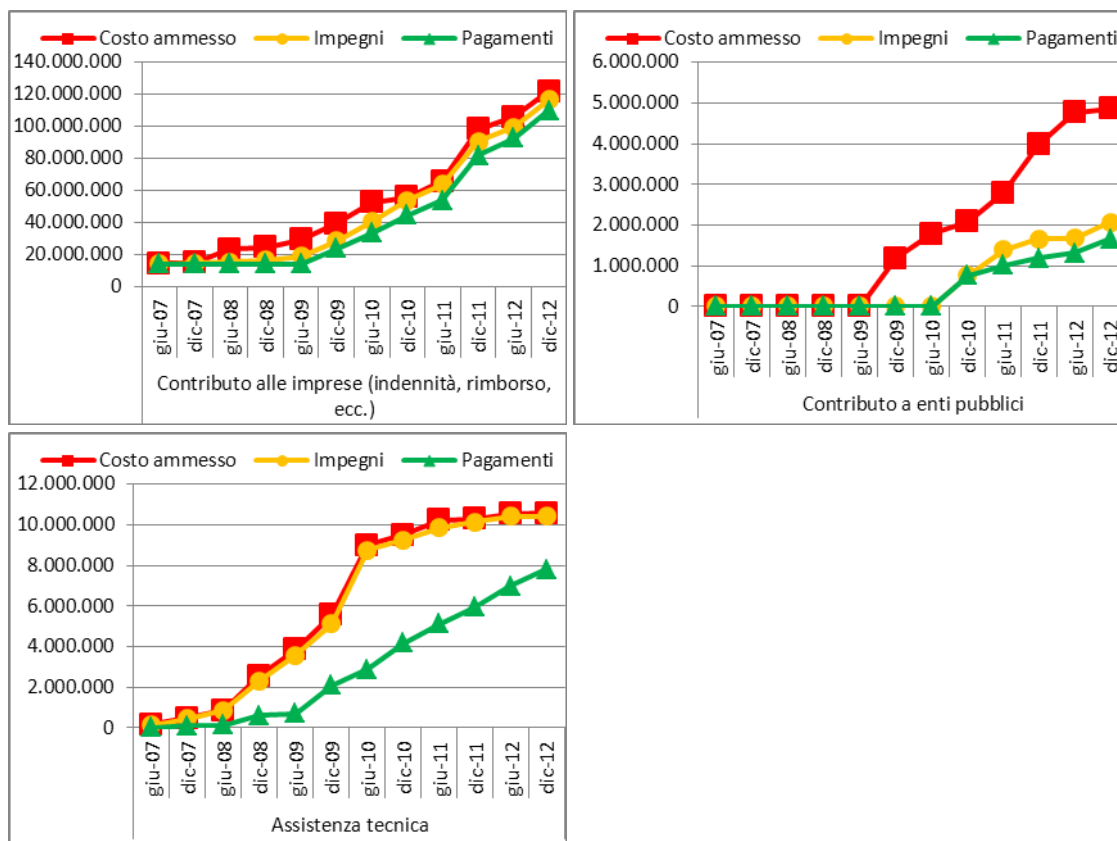 Costo ammesso Impegni Pagamenti
140.000.000
120.000.000
100.000.000
80.000.000
60.000.000
40.000.000
20.000.000
0
giu-07 dic-07 giu-08 dic-08 giu-09 dic-09 giu-10 dic-10 giu-11 dic-11 giu-12 dic-12
Contributo alle imprese (indennità, rimborso,
ecc.)
Costo ammesso Impegni Pagamenti
6.000.000
5.000.000
4.000.000
3.000.000
2.000.000
1.000.000
0
giu-07 dic-07 giu-08 dic-08 giu-09 dic-09 giu-10 dic-10 giu-11 dic-11 giu-12 dic-12
Contributo a enti pubblici
Costo ammesso Impegni Pagamenti
12.000.000
10.000.000
8.000.000
6.000.000
4.000.000
2.000.000
0
giu-07 dic-07 giu-08 dic-08 giu-09 dic-09 giu-10 dic-10 giu-11 dic-11 giu-12 dic-12
Assistenza tecnica